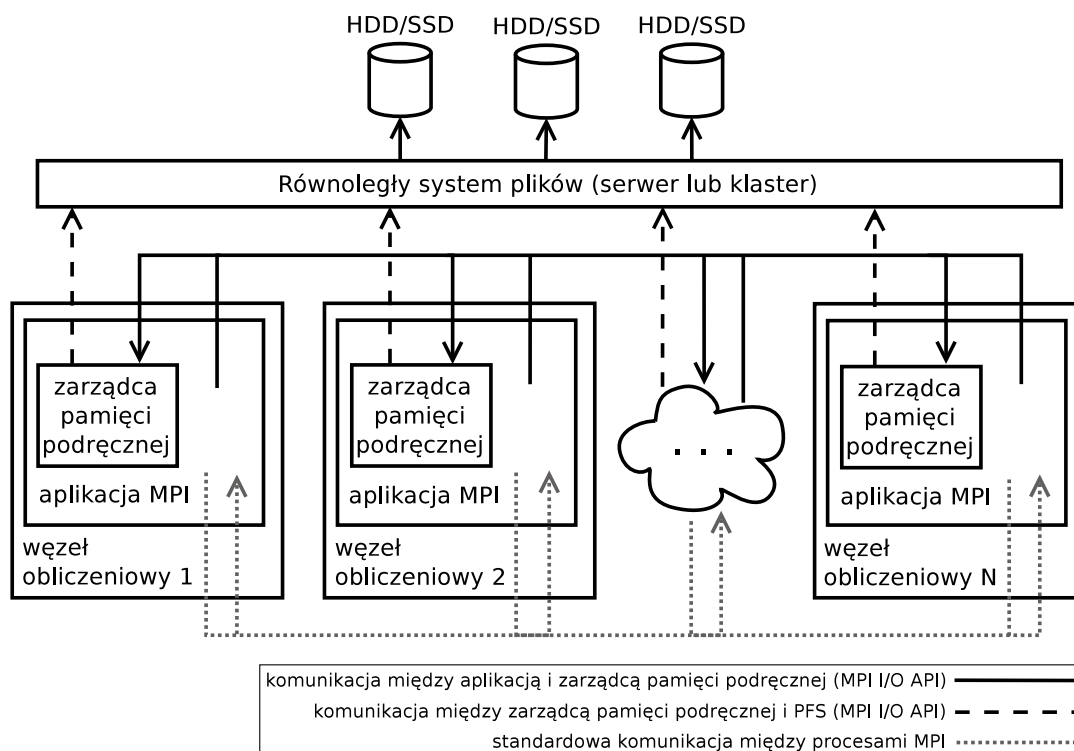 HDD/SSD
HDD/SSD
HDD/SSD
Równoległy system plików (serwer lub klaster)
zarządca
pamięci
podręcznej
aplikacja MPI
węzeł
obliczeniowy 1
zarządca
pamięci
podręcznej
aplikacja MPI
węzeł
obliczeniowy 2
. . .
zarządca
pamięci
podręcznej
aplikacja MPI
węzeł
obliczeniowy N
komunikacja między aplikacją i zarządcą pamięci podręcznej (MPI I/O API)
komunikacja między zarządcą pamięci podręcznej i PFS (MPI I/O API)
standardowa komunikacja między procesami MPI